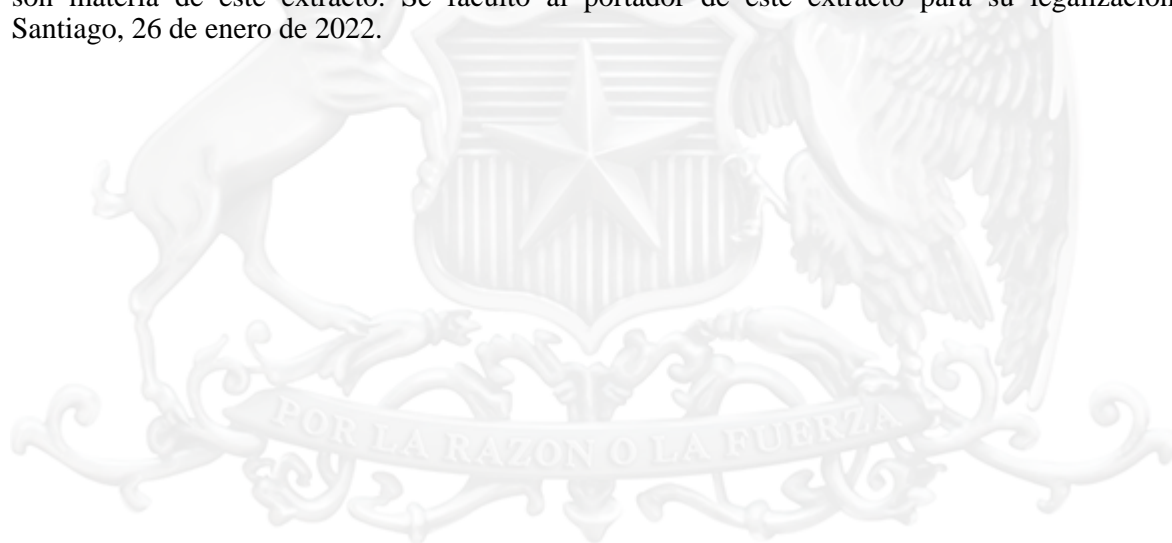 son materia de este extracto. Se facultó al portador de este extracto para su legalización
Santiago, 26 de enero de 2022.
POR LA RAZON O LA FUERZA